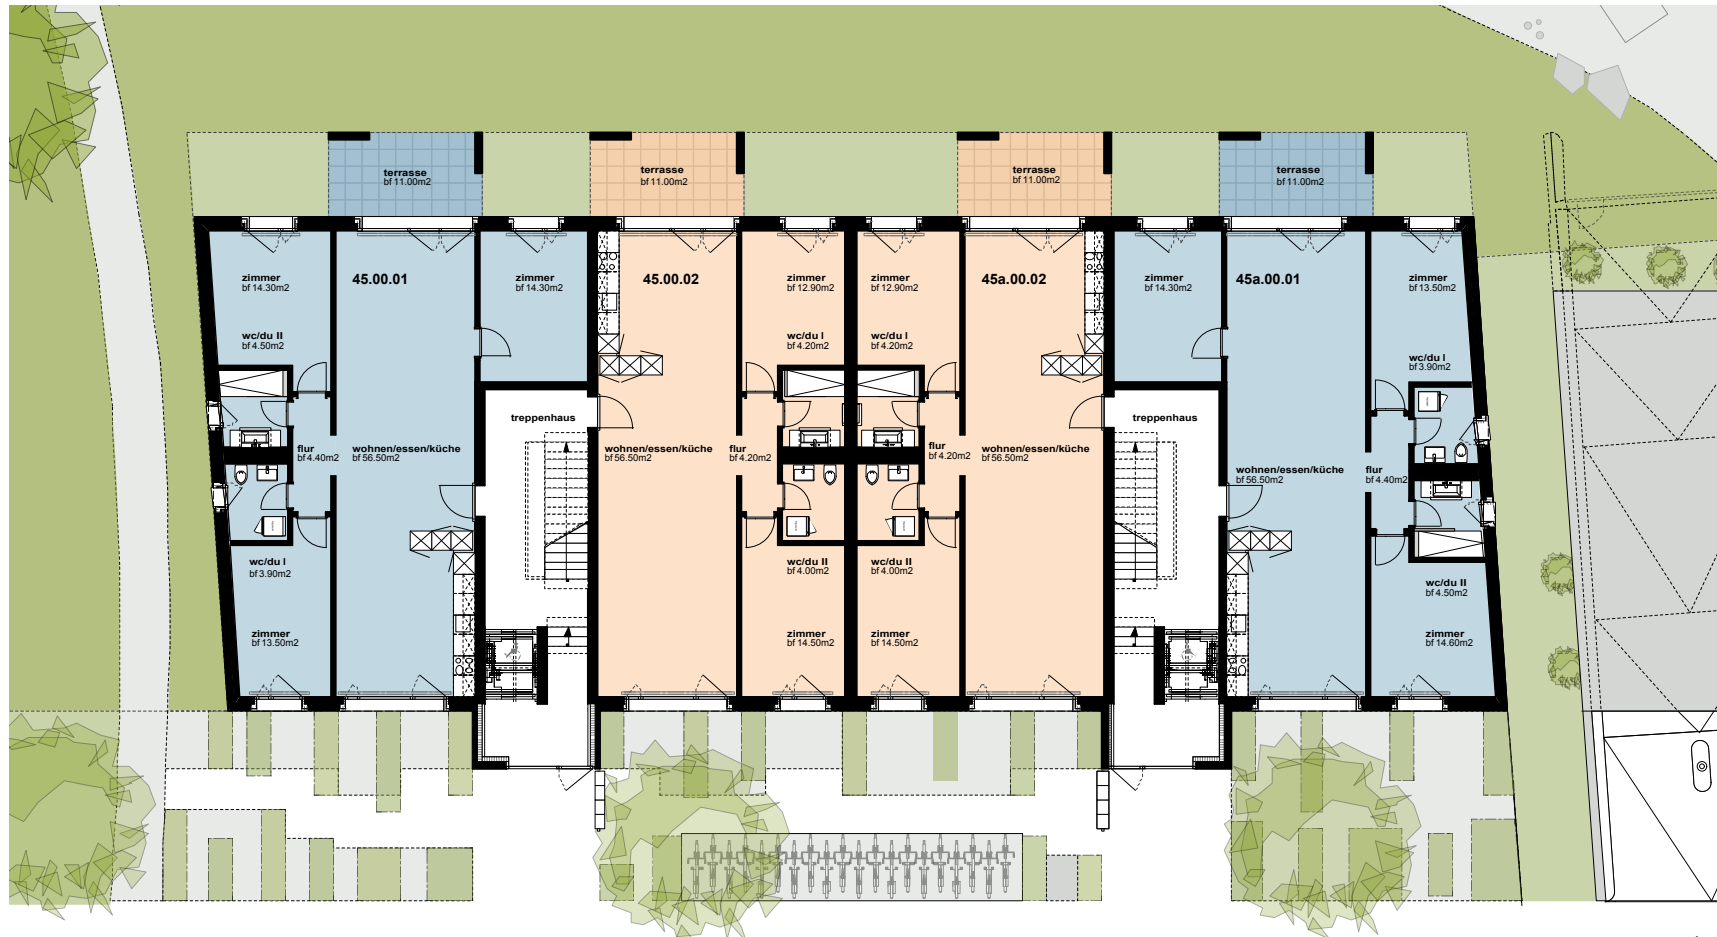 terrasse
bf 11.00m2
terrasse
bf 11.00m2
terrasse
bf 11.00m2
terrasse
bf 11.00m2
zimmer
bf 14.30m2
45.00.01
zimmer
bf 14.30m2
45.00.02
zimmer
bf 12.90m2
zimmer
bf 12.90m2
45a.00.02
zimmer
bf 14.30m2
45a.00.01
zimmer
bf 13.50m2
wc/du II
bf 4.50m2
wc/du I
bf 4.20m2
wc/du I
bf 4.20m2
wc/du I
bf 3.90m2
treppenhaus
treppenhaus
flur
bf 4.40m2
wohnen/essen/küche
bf 56.50m2
wohnen/essen/küche
bf 56.50m2
flur
bf 4.20m2
flur
bf 4.20m2
wohnen/essen/küche
bf 56.50m2
wohnen/essen/küche
bf 56.50m2
flur
bf 4.40m2
wc/du I
bf 3.90m2
wc/du II
bf 4.00m2
wc/du II
bf 4.00m2
wc/du II
bf 4.50m2
zimmer
bf 13.50m2
zimmer
bf 14.50m2
zimmer
bf 14.50m2
zimmer
bf 14.60m2